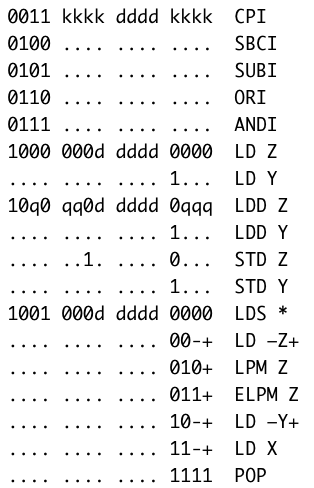 0011 kkkk dddd kkkk CPI
0100 .... .... .... SBCI
0101 .... .... .... SUBI
0110 .... .... .... ORI
0111 .... .... .... ANDI
1000 000d dddd 0000 LD Z
.... .... .... 1... LD Y
10q0 qq0d dddd 0qqq LDD Z
.... .... .... 1... LDD Y
.... ..1. .... 0... STD Z
.... .... .... 1... STD Y
1001 000d dddd 0000 LDS *
.... .... .... 00-+ LD –Z+
.... .... .... 010+ LPM Z
.... .... .... 011+ ELPM Z
.... .... .... 10-+ LD –Y+
.... .... .... 11-+ LD X
.... .... .... 1111 POP